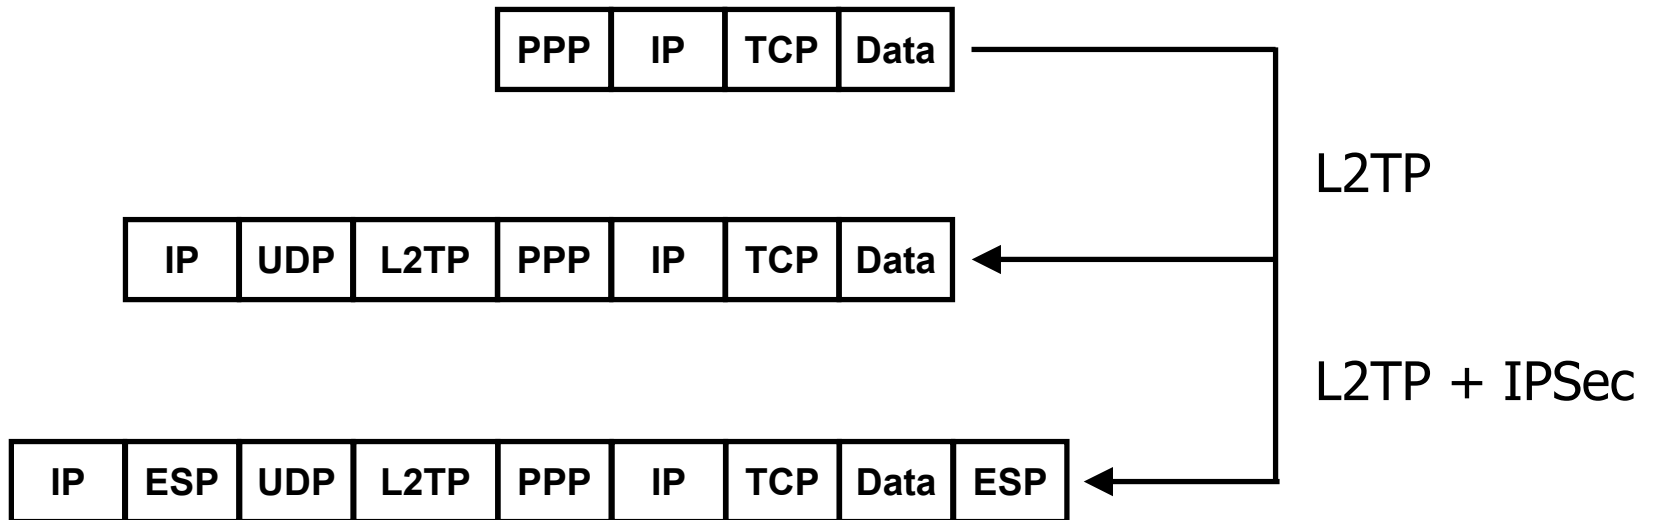 PPP IP TCP Data
L2TP
IP UDP L2TP PPP IP TCP Data
L2TP + IPSec
IP ESP UDP L2TP PPP IP TCP Data ESP